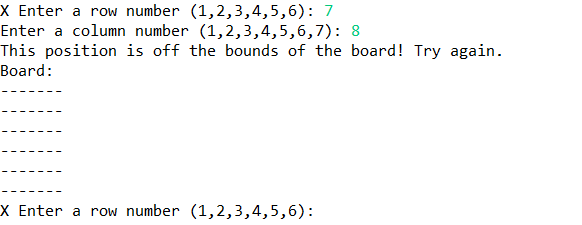 X Enter a row number (1,2,3,4,5,6): 7
Enter a column number (1,2,3,4,5,6,7): 8
This position is off the bounds of the board! Try again.
Board:
-------
-------
-------
-------
-------
-------
X Enter a row number (1,2,3,4,5,6):